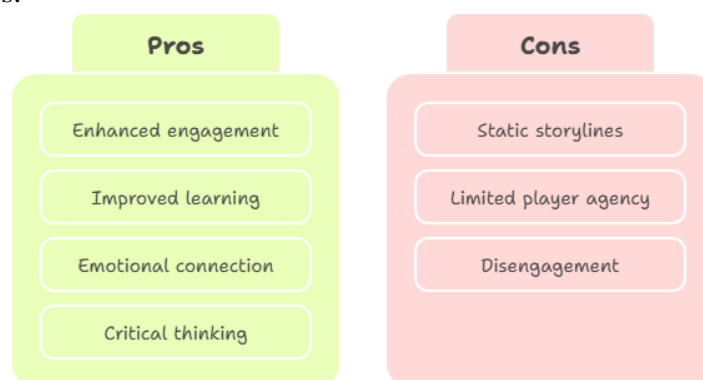 s.
Pros
Enhanced engagement
Improved learning
Emotional connection
Critical thinking
Cons
Static storylines
Limited player agency
Disengagement